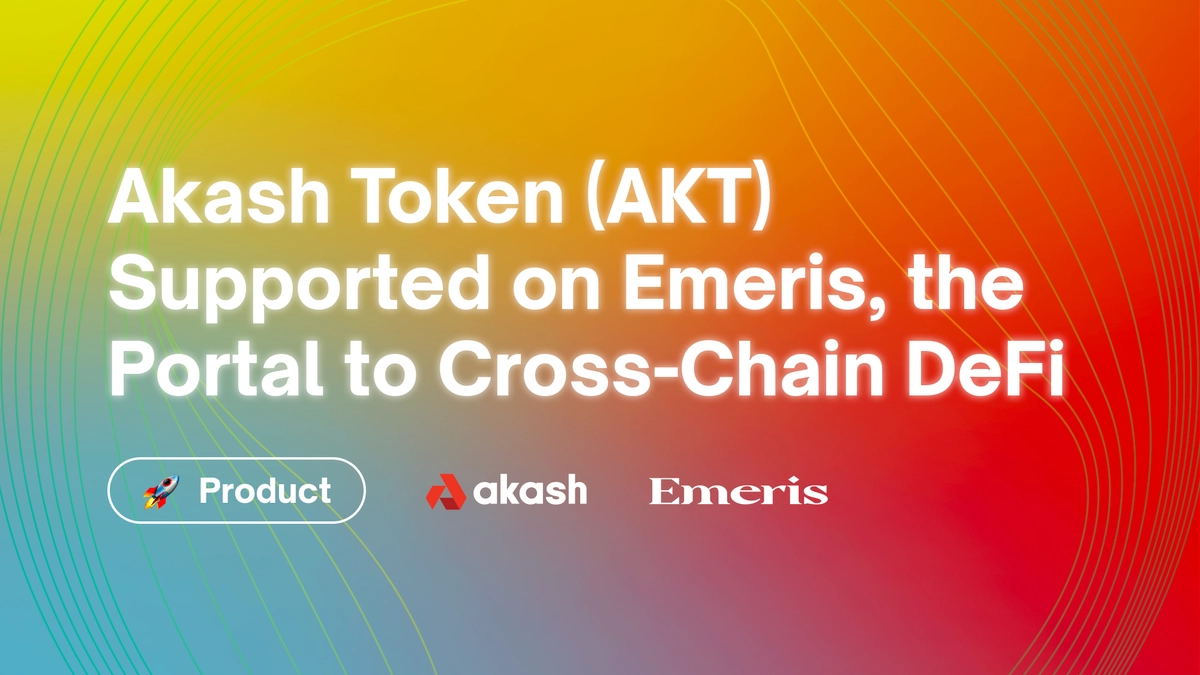 Akash Token (AKT)
Supported on Emeris, the
Portal to Cross-Chain DeFi
🚀 Product
akash
Emeris